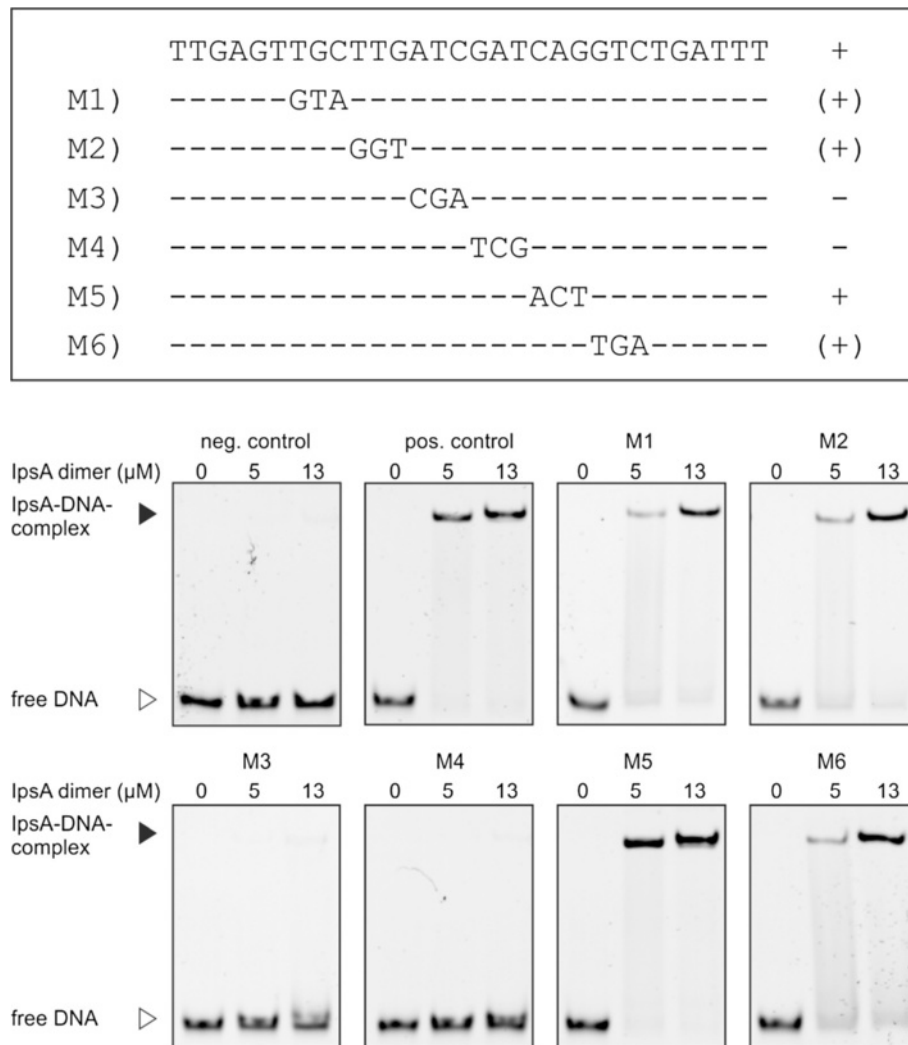 TTGAGTTGCTTGATCGATCAGGTCTGATTT +
M1) ------GTA--------------------- (+)
M2) ---------GGT------------------ (+)
M3) ------------CGA--------------- -
M4) ---------------TCG------------ -
M5) ------------------ACT--------- +
M6) ---------------------TGA------ (+)
neg. control pos. control M1 M2
IpsA dimer (µM) 0 5 13 0 5 13 0 5 13 0 5 13
IpsA-DNA-
complex
free DNA
M3 M4 M5 M6
IpsA dimer (µM) 0 5 13 0 5 13 0 5 13 0 5 13
IpsA-DNA-
complex
free DNA